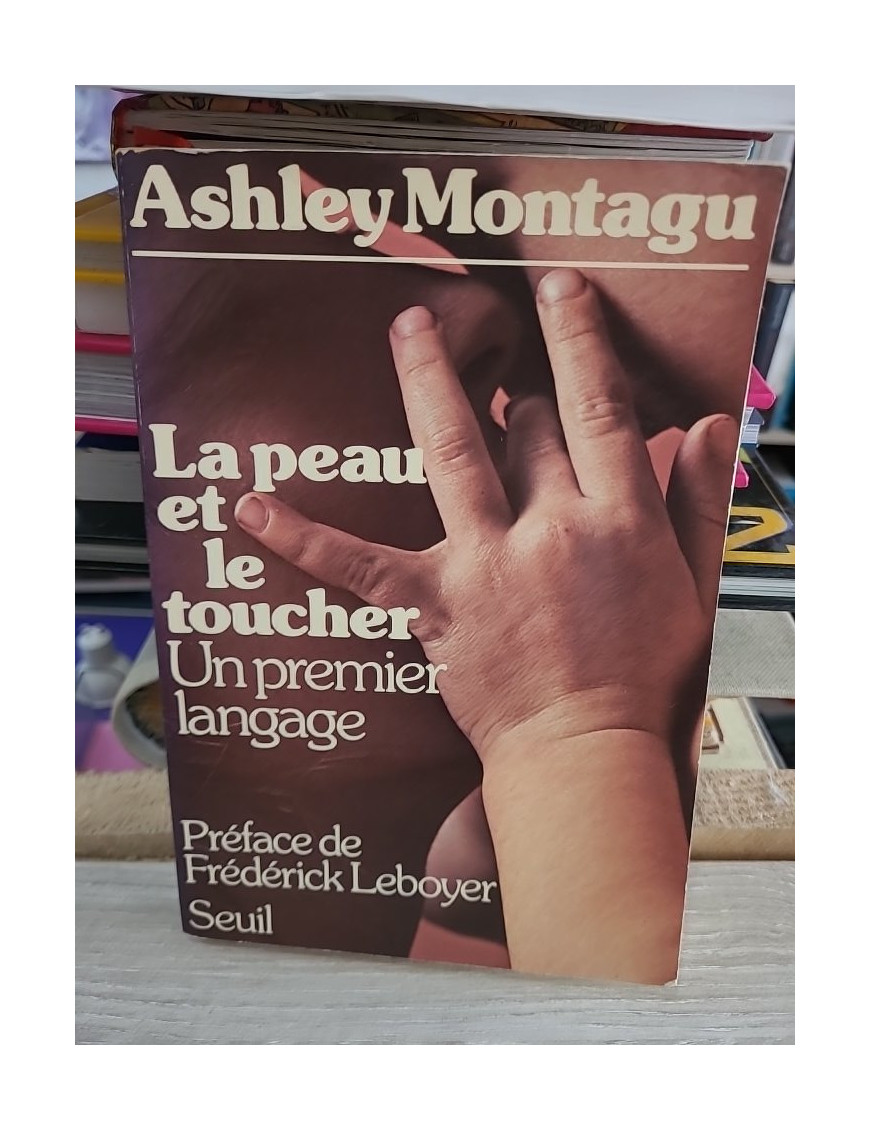 Ashley Montagu
La peau
et
le
toucher
Un premier
langage
Préface de
Frédérick Leboyer
Seuil